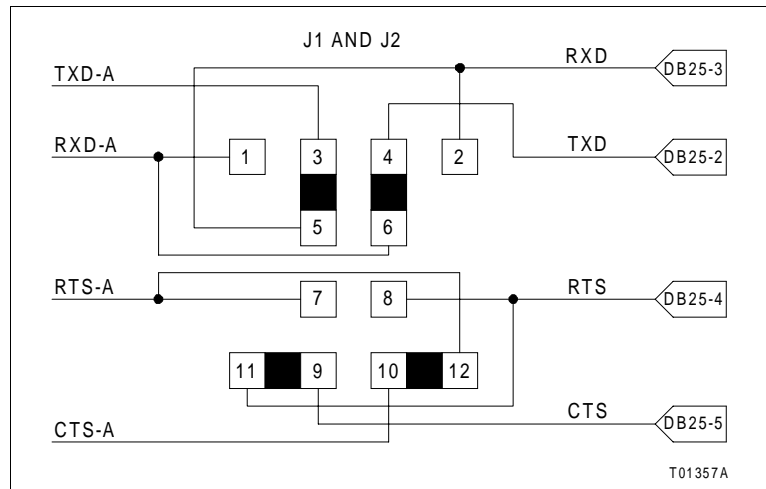 J1 AND J2
RXD
DB25-3
TXD-A
RXD-A
1
3
4
2
TXD
DB25-2
5
6
RTS-A
7
8
RTS
DB25-4
11
9
10
12
CTS
DB25-5
CTS-A
T01357A